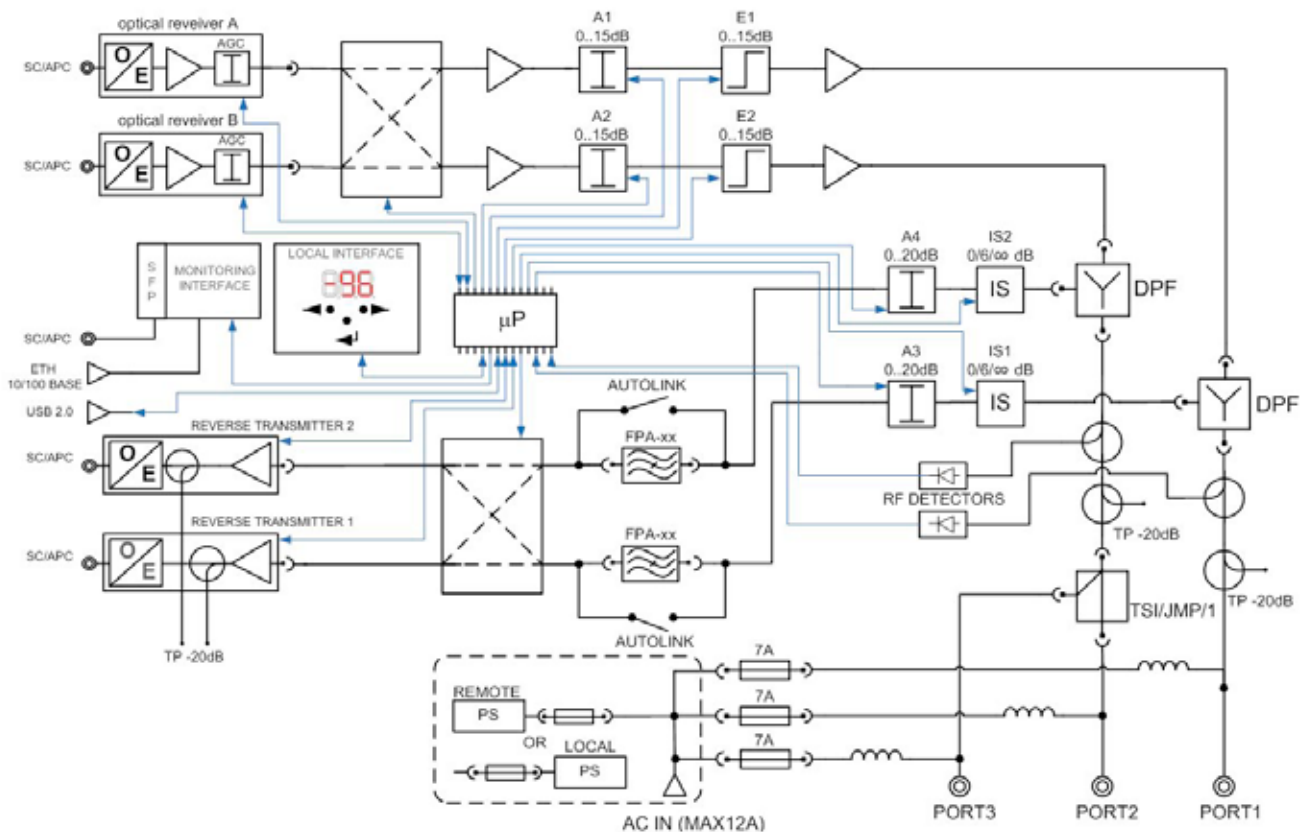 optical reveiver A
A1
E1
0..15dB
0..15dB
AGC
O
E
SC/APC
optical reveiver B
A2
E2
0..15dB
0..15dB
AGC
O
E
SC/APC
A4
IS2
0..20dB
0/6/∞ dB
IS
DPF
SFP
MONITORING
INTERFACE
LOCAL INTERFACE
-96
µP
SC/APC
ETH
10/100 BASE
USB 2.0
A3
IS1
0..20dB
0/6/∞ dB
IS
DPF
AUTOLINK
FPA-xx
REVERSE TRANSMITTER 2
SC/APC
O
E
RF DETECTORS
TP -20dB
REVERSE TRANSMITTER 1
SC/APC
O
E
FPA-xx
AUTOLINK
TP -20dB
TSI/JMP/1
TP -20dB
7A
REMOTE
PS
OR
7A
LOCAL
PS
7A
AC IN (MAX12A)
PORT3
PORT2
PORT1